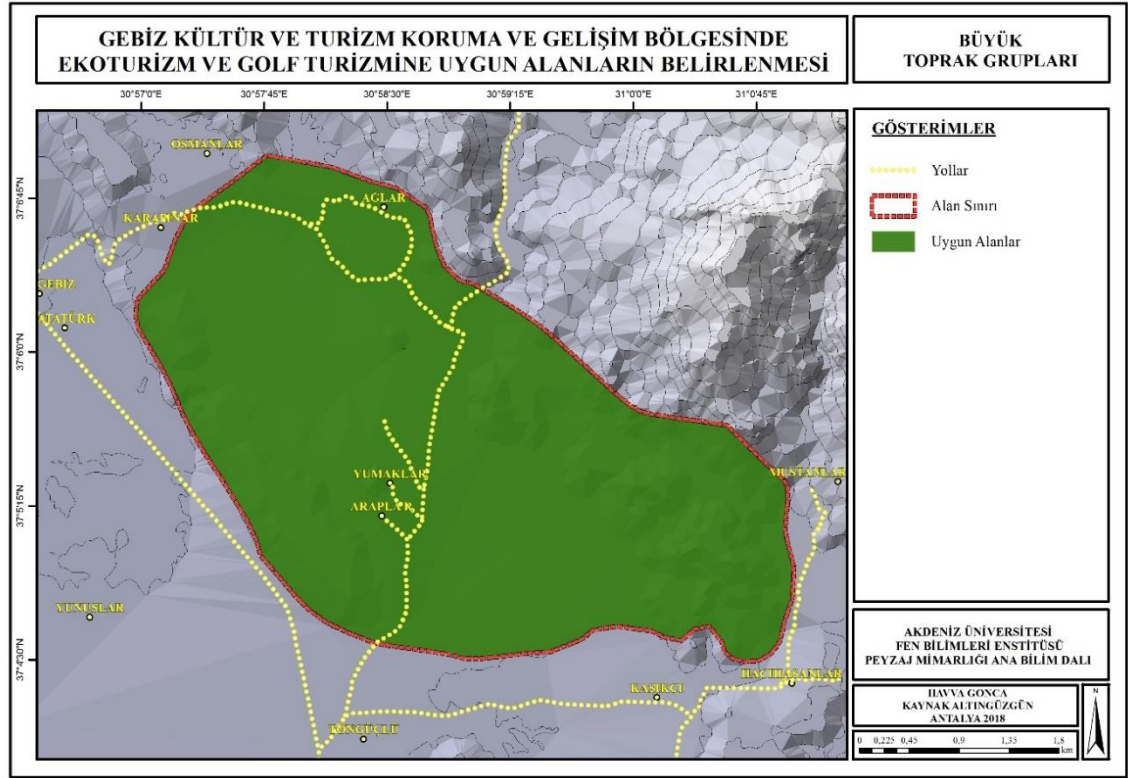 GEBİZ KÜLTÜR VE TURİZM KORUMA VE GELİŞİM BÖLGESİNDE
EKOTURİZM VE GOLF TURİZMİNE UYGUN ALANLARIN BELİRLENMESİ
BÜYÜK
TOPRAK GRUPLARI
30°57'0"E
30°57'45"E
30°58'30"E
30°59'15"E
31°0'0"E
31°0'45"E
37°6'45"N
37°6'0"N
37°5'15"N
37°4'30"N
OSMANLAR
AĞLAR
GEBİZ
ATATÜRK
YUMAKLAR
ARAPLAR
MUSTANLAR
YUNUSLAR
HACIHASANLAR
KAŞIKÇI
TONGUÇLU
GÖSTERİMLER
Yollar
Alan Sınırı
Uygun Alanlar
AKDENİZ ÜNİVERSİTESİ
FEN BİLİMLERİ ENSTİTÜSÜ
PEYZAJ MİMARLIĞI ANA BİLİM DALI
HAVVA GONCA
KAYNAK ALTINGÜZGÜN
ANTALYA 2018
N
0 0,225 0,45 0,9 1,35 1,8
km